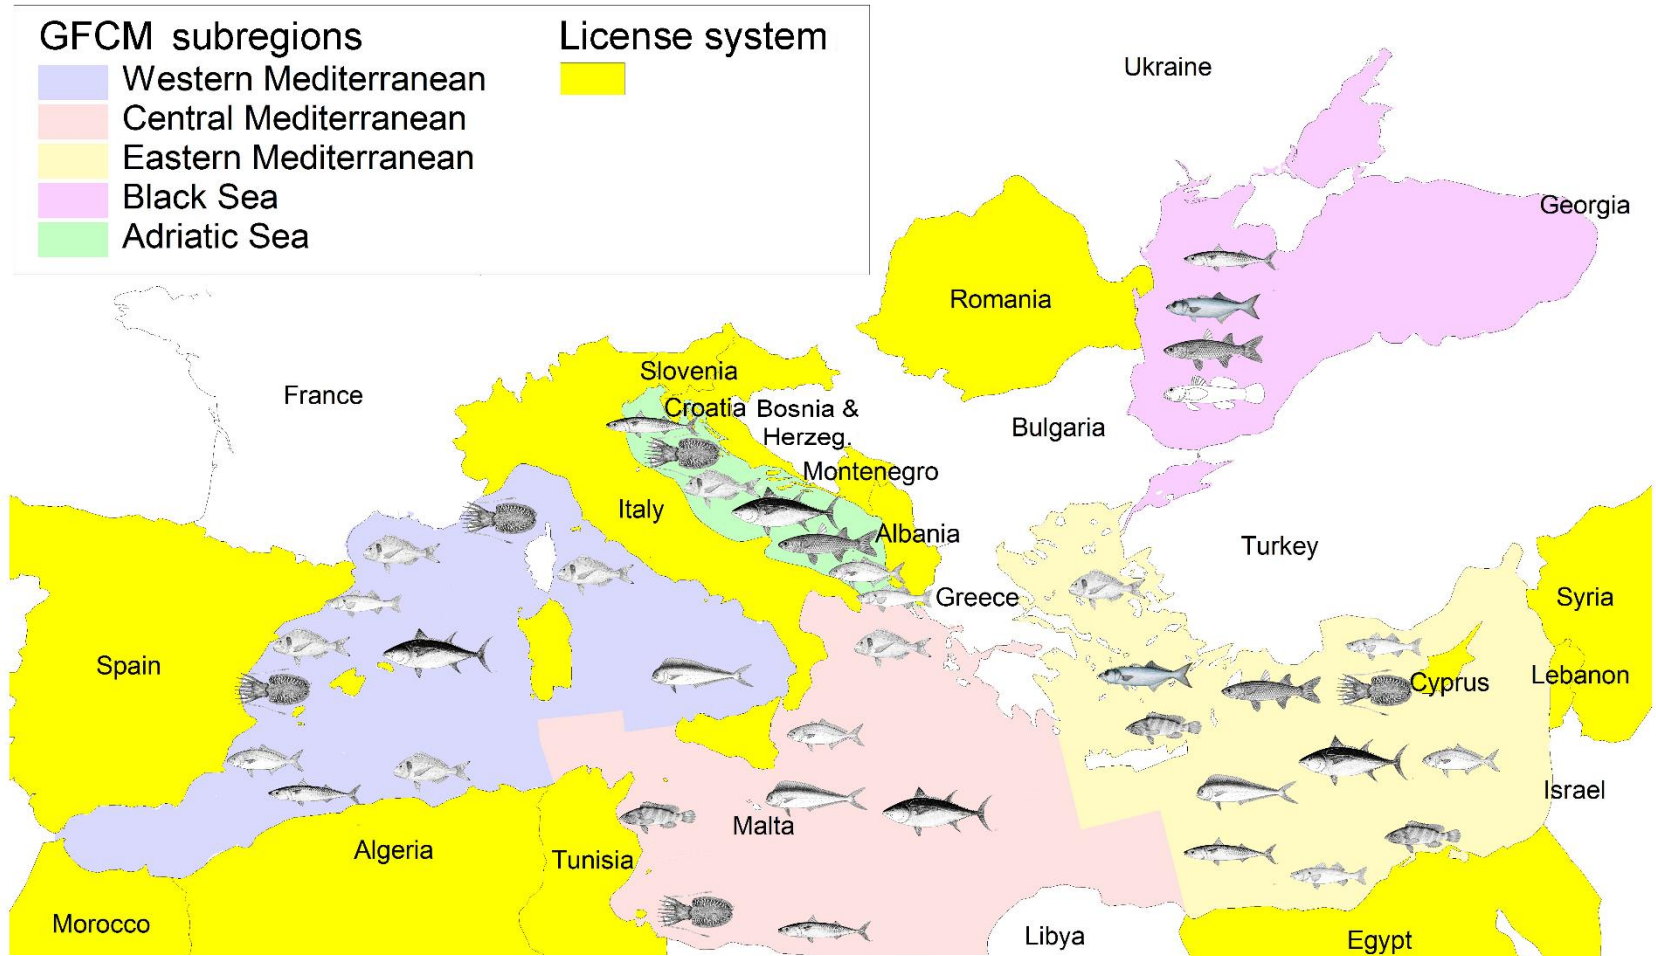 GFCM subregions
License system
Western Mediterranean
Central Mediterranean
Eastern Mediterranean
Black Sea
Adriatic Sea
Ukraine
Georgia
Romania
Slovenia
France
Croatia
Bosnia &
Herzeg.
Bulgaria
Montenegro
Italy
Albania
Turkey
Greece
Syria
Spain
Cyprus
Lebanon
Israel
Malta
Algeria
Tunisia
Morocco
Libya
Egypt